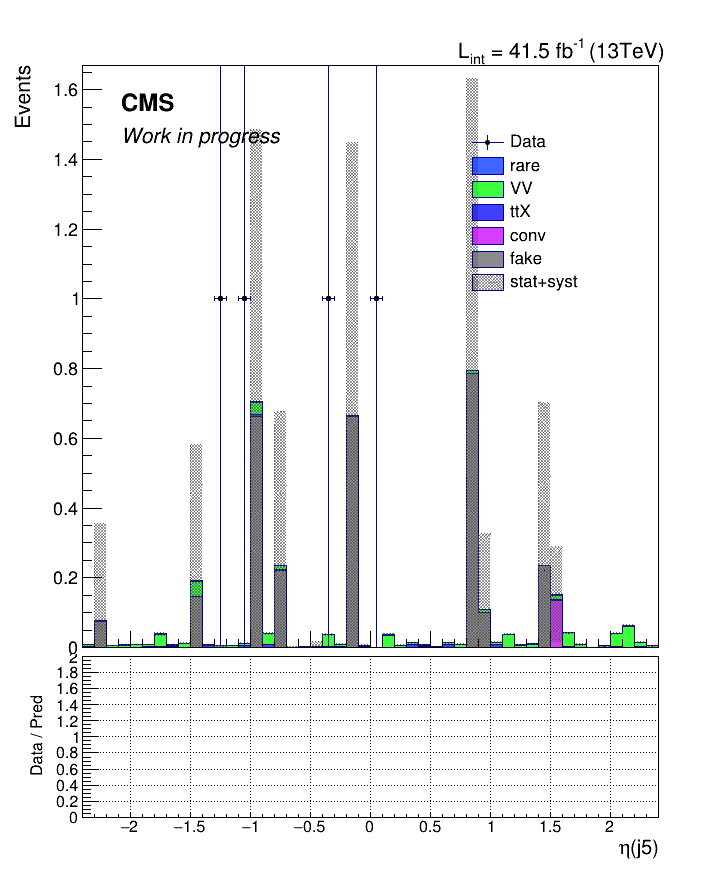 L_int = 41.5 fb^-1 (13TeV)
Events
CMS
Work in progress
Data
rare
VV
ttX
conv
fake
stat+syst
1.6
1.4
1.2
1
0.8
0.6
0.4
0.2
0
Data / Pred
2
1.8
1.6
1.4
1.2
1
0.8
0.6
0.4
0.2
0
−2 −1.5 −1 −0.5 0 0.5 1 1.5 2
η(j5)